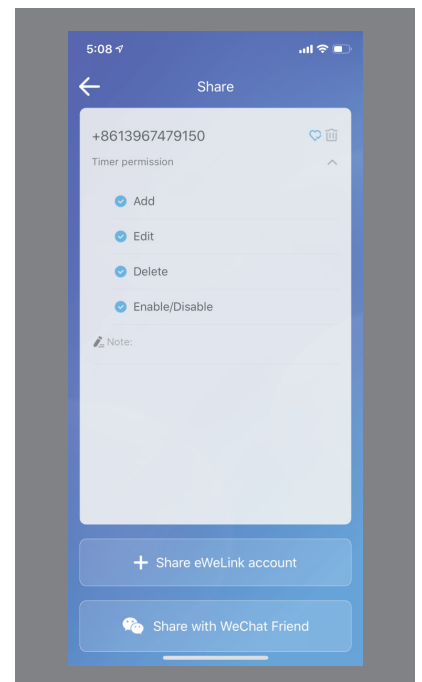 5:08
Share
+8613967479150
Timer permission
Add
Edit
Delete
Enable/Disable
Note:
Share eWeLink account
Share with WeChat Friend